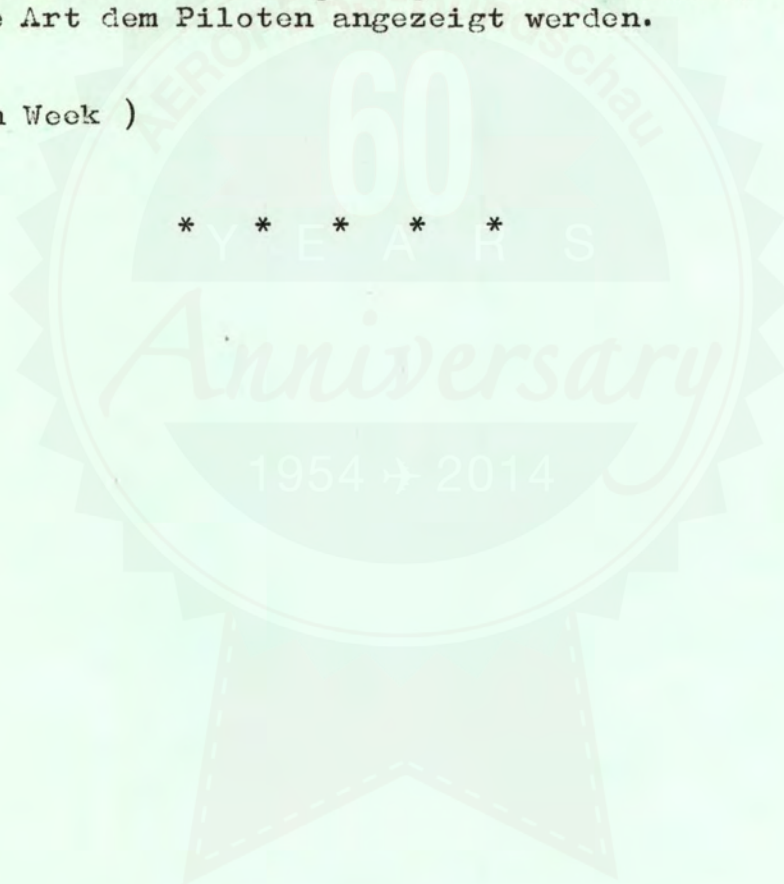 Art dem Piloten angezeigt werden.
Week )
* * * * *
60
YEARS
Anniversary
1954 ✈ 2014